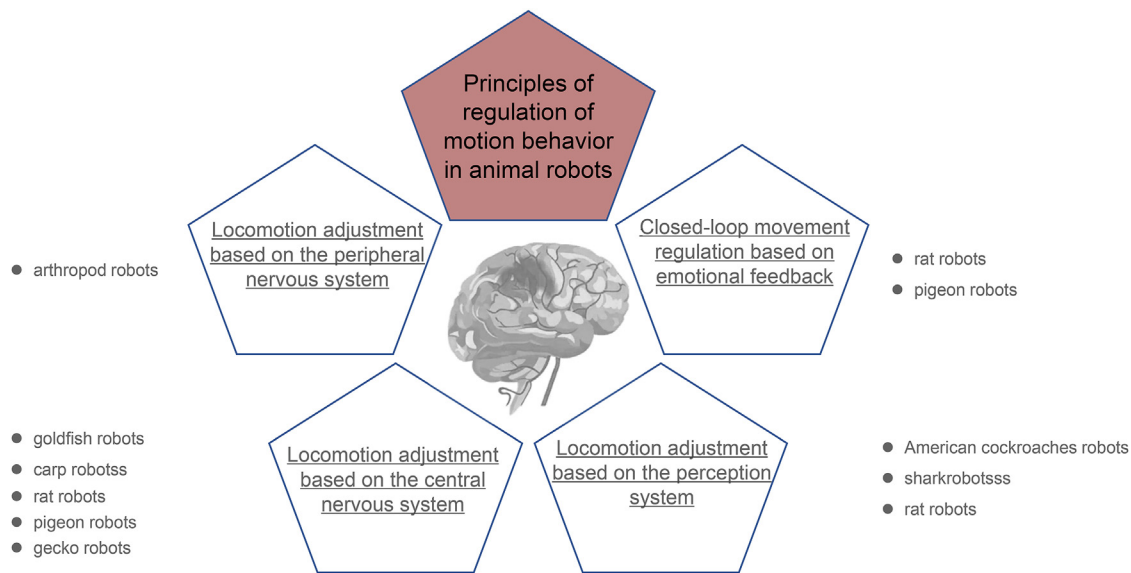 Principles of
regulation of
motion behavior
in animal robots
Locomotion adjustment
based on the peripheral
nervous system
arthropod robots
Closed-loop movement
regulation based on
emotional feedback
rat robots
pigeon robots
Locomotion adjustment
based on the central
nervous system
goldfish robots
carp robotss
rat robots
pigeon robots
gecko robots
Locomotion adjustment
based on the perception
system
American cockroaches robots
sharkrobotsss
rat robots